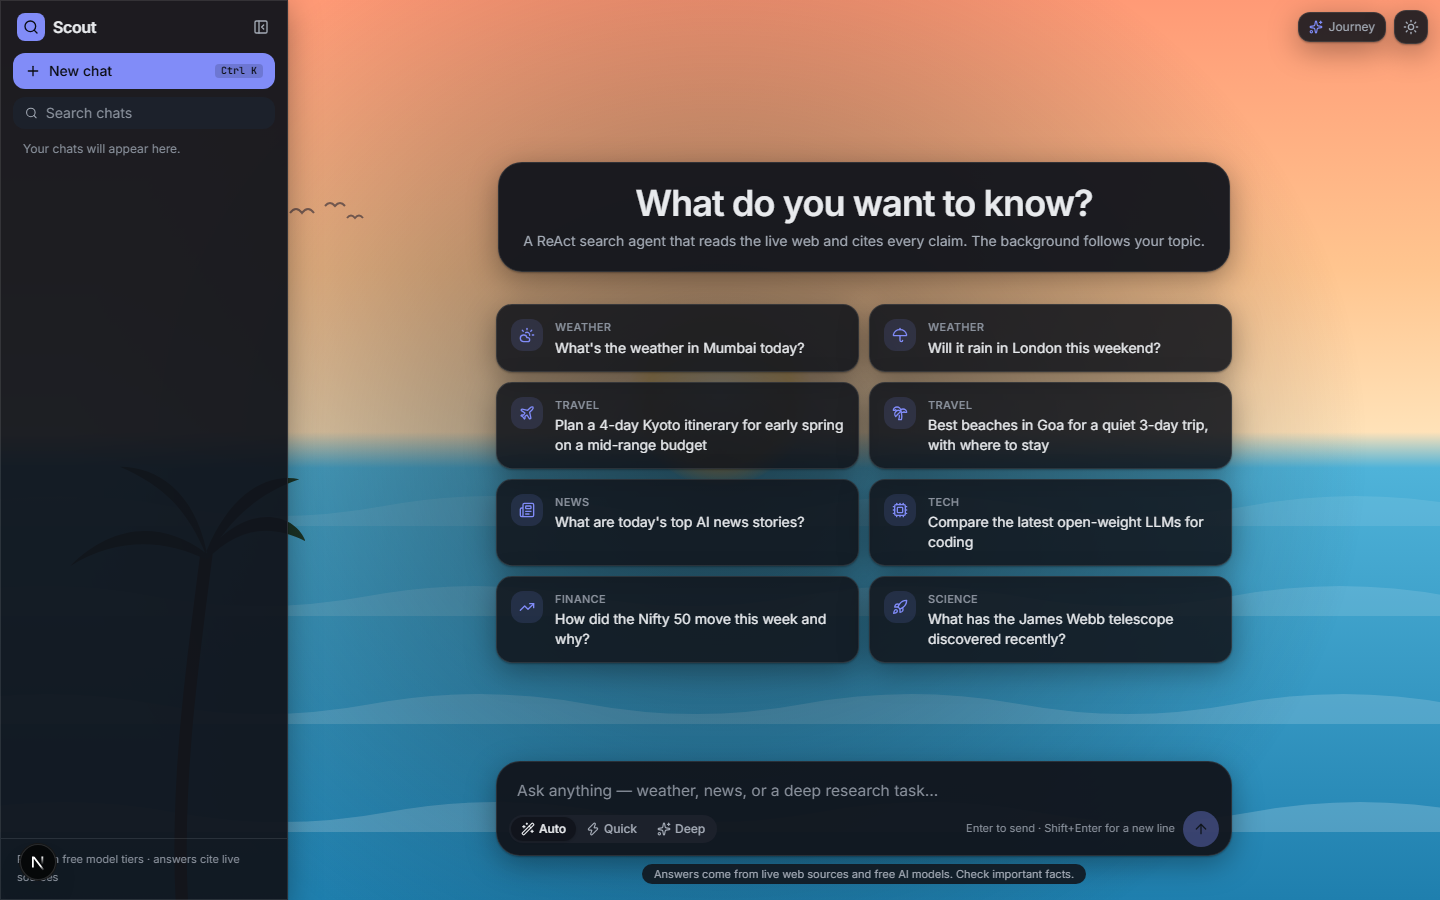 Scout
New chat
Ctrl K
Search chats
Your chats will appear here.
free model tiers · answers cite live
Journey
What do you want to know?
A ReAct search agent that reads the live web and cites every claim. The background follows your topic.
WEATHER
What's the weather in Mumbai today?
WEATHER
Will it rain in London this weekend?
TRAVEL
Plan a 4-day Kyoto itinerary for early spring
on a mid-range budget
TRAVEL
Best beaches in Goa for a quiet 3-day trip,
with where to stay
NEWS
What are today's top AI news stories?
TECH
Compare the latest open-weight LLMs for
coding
FINANCE
How did the Nifty 50 move this week and
why?
SCIENCE
What has the James Webb telescope
discovered recently?
Ask anything — weather, news, or a deep research task...
Auto
Quick
Deep
Enter to send · Shift+Enter for a new line
Answers come from live web sources and free AI models. Check important facts.